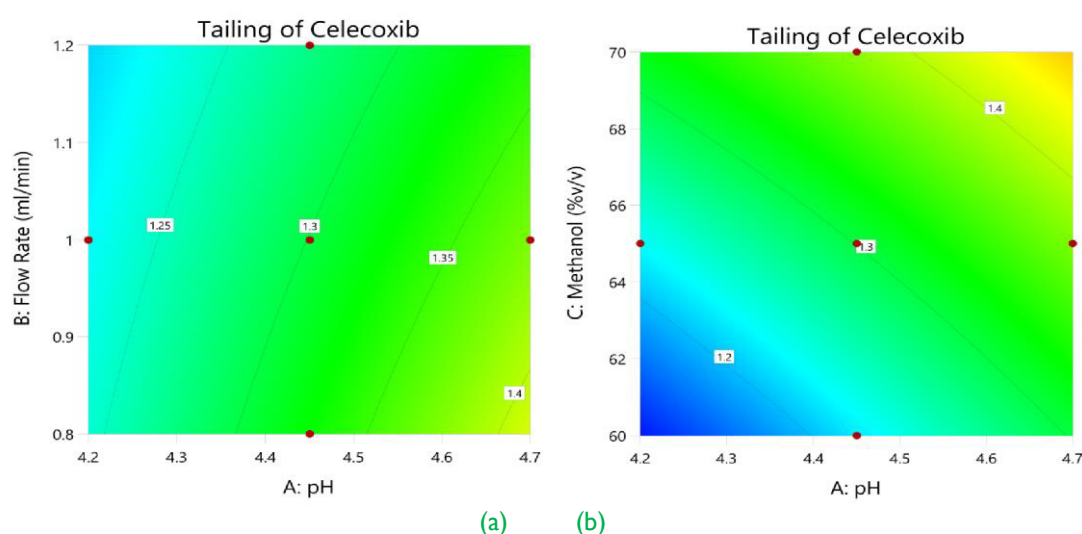 Tailing of Celecoxib
1.2
1.1
1
0.9
0.8
B: Flow Rate (ml/min)
1.25
1.3
1.35
1.4
4.2 4.3 4.4 4.5 4.6 4.7
A: pH
Tailing of Celecoxib
70
68
66
64
62
60
C: Methanol (%v/v)
1.4
1.3
1.2
4.2 4.3 4.4 4.5 4.6 4.7
A: pH
(a) (b)